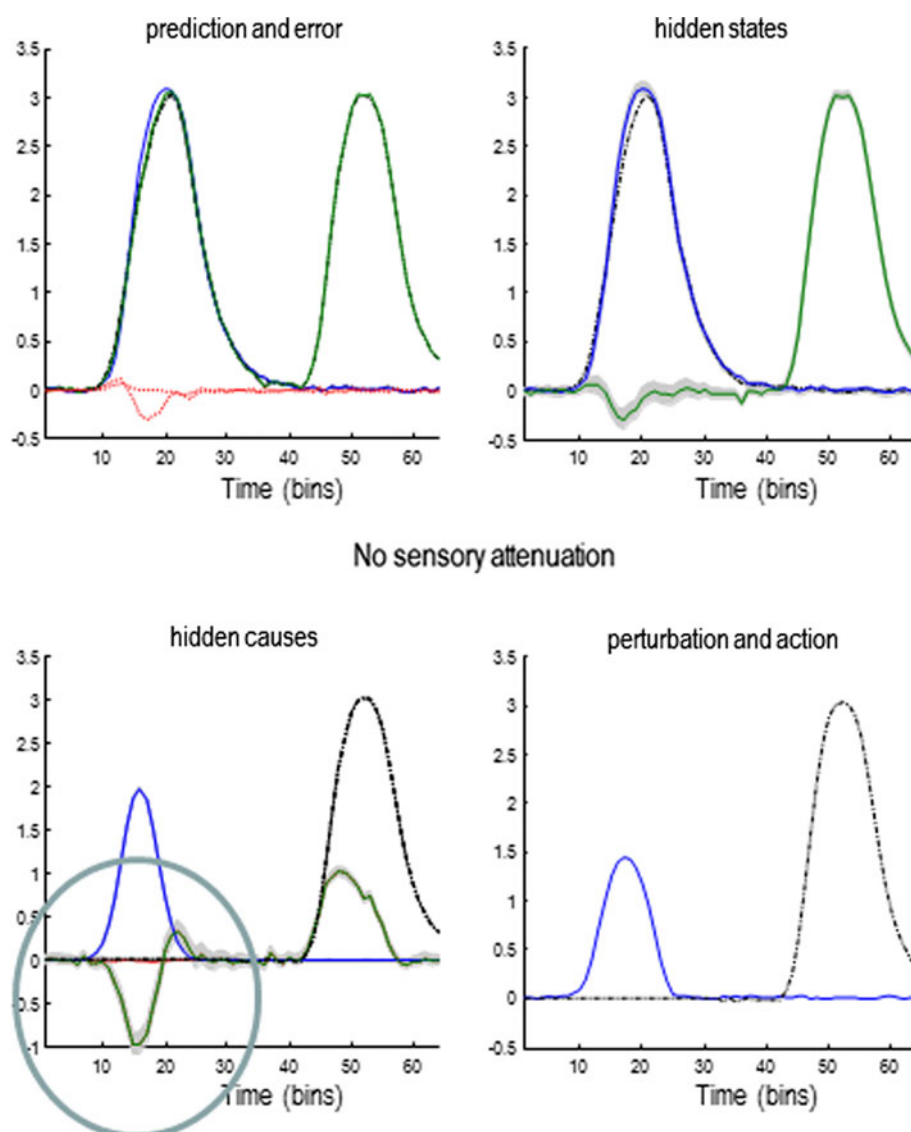 prediction and error
3.5
3
2.5
2
1.5
1
0.5
0
-0.5
10 20 30 40 50 60
Time (bins)
hidden states
3.5
3
2.5
2
1.5
1
0.5
0
-0.5
10 20 30 40 50 60
Time (bins)
No sensory attenuation
hidden causes
3.5
3
2.5
2
1.5
1
0.5
0
-0.5
-1
10 20 30 40 50 60
Time (bins)
perturbation and action
3.5
3
2.5
2
1.5
1
0.5
0
-0.5
10 20 30 40 50 60
Time (bins)